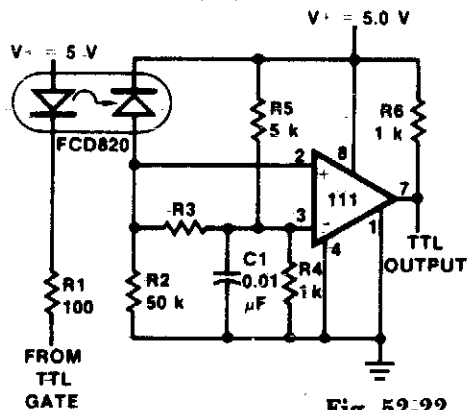 V+ = 5 V
V+ = 5.0 V
FCD820
R5
5 k
R6
1 k
2
+
8
111
7
3
-
4
1
R3
C1
0.01
μF
R4
1k
R2
50 k
R1
100
TTL
OUTPUT
FROM
TTL
GATE
Fig. 52-22